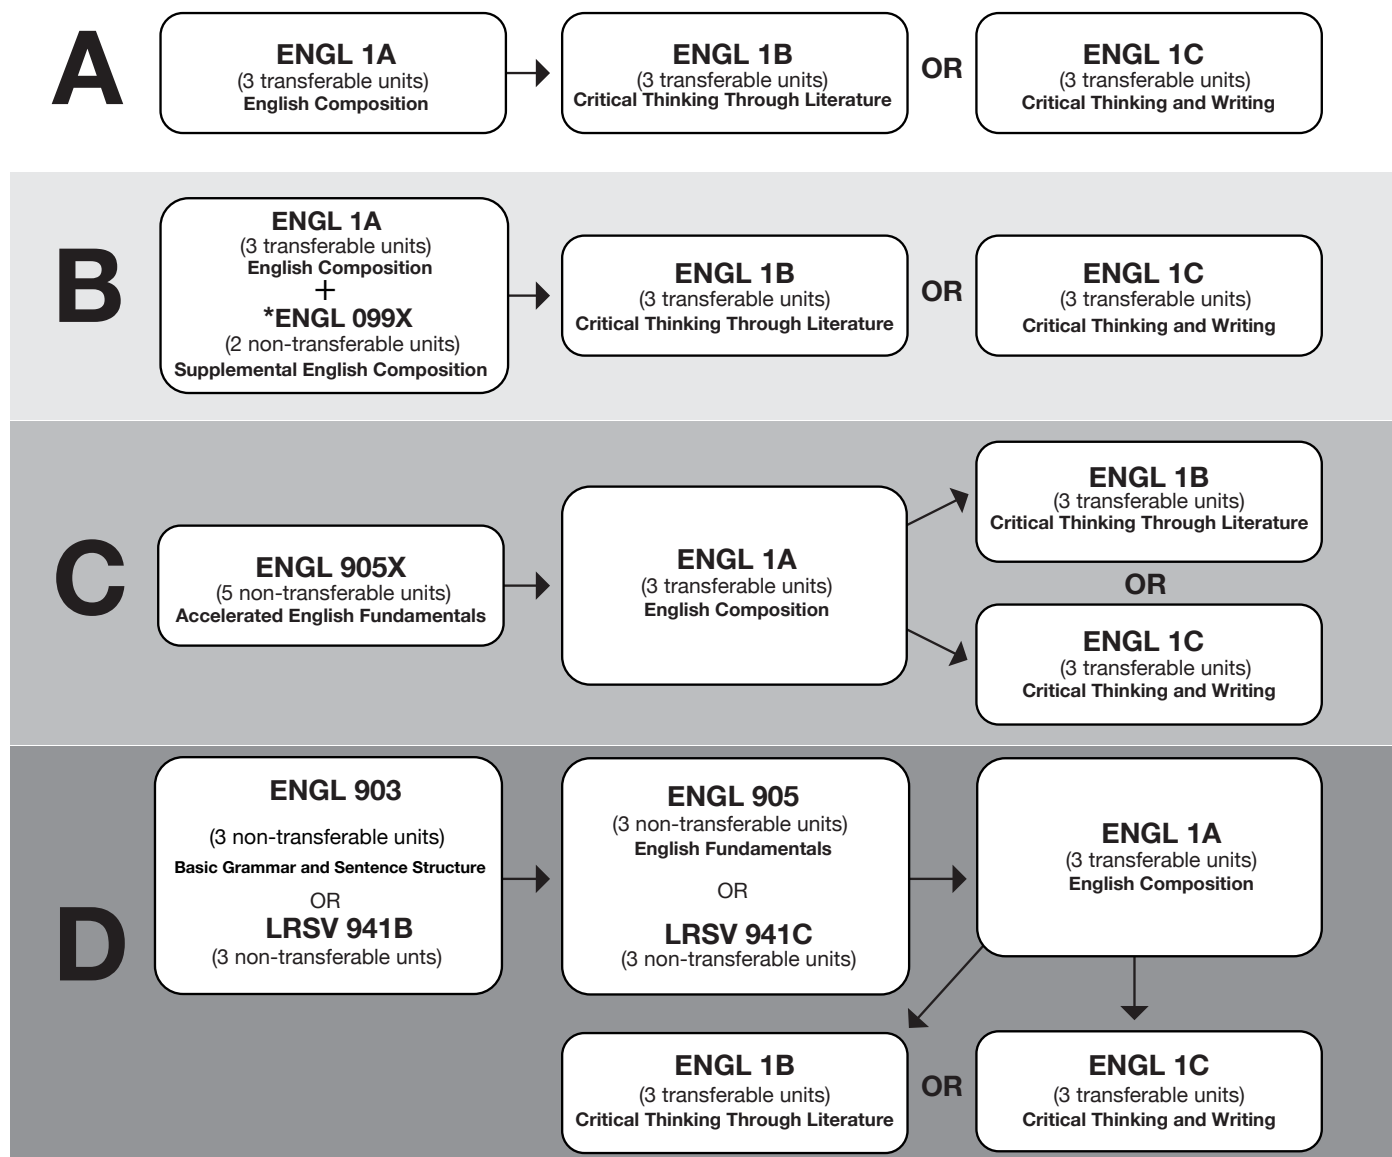 A
ENGL 1A
(3 transferable units)
English Composition
ENGL 1B
(3 transferable units)
Critical Thinking Through Literature
OR
ENGL 1C
(3 transferable units)
Critical Thinking and Writing
B
ENGL 1A
(3 transferable units)
English Composition
+
*ENGL 099X
(2 non-transferable units)
Supplemental English Composition
ENGL 1B
(3 transferable units)
Critical Thinking Through Literature
OR
ENGL 1C
(3 transferable units)
Critical Thinking and Writing
C
ENGL 905X
(5 non-transferable units)
Accelerated English Fundamentals
ENGL 1A
(3 transferable units)
English Composition
ENGL 1B
(3 transferable units)
Critical Thinking Through Literature
OR
ENGL 1C
(3 transferable units)
Critical Thinking and Writing
D
ENGL 903
(3 non-transferable units)
Basic Grammar and Sentence Structure
OR
LRSV 941B
(3 non-transferable unts)
ENGL 905
(3 non-transferable units)
English Fundamentals
OR
LRSV 941C
(3 non-transferable units)
ENGL 1A
(3 transferable units)
English Composition
ENGL 1B
(3 transferable units)
Critical Thinking Through Literature
OR
ENGL 1C
(3 transferable units)
Critical Thinking and Writing